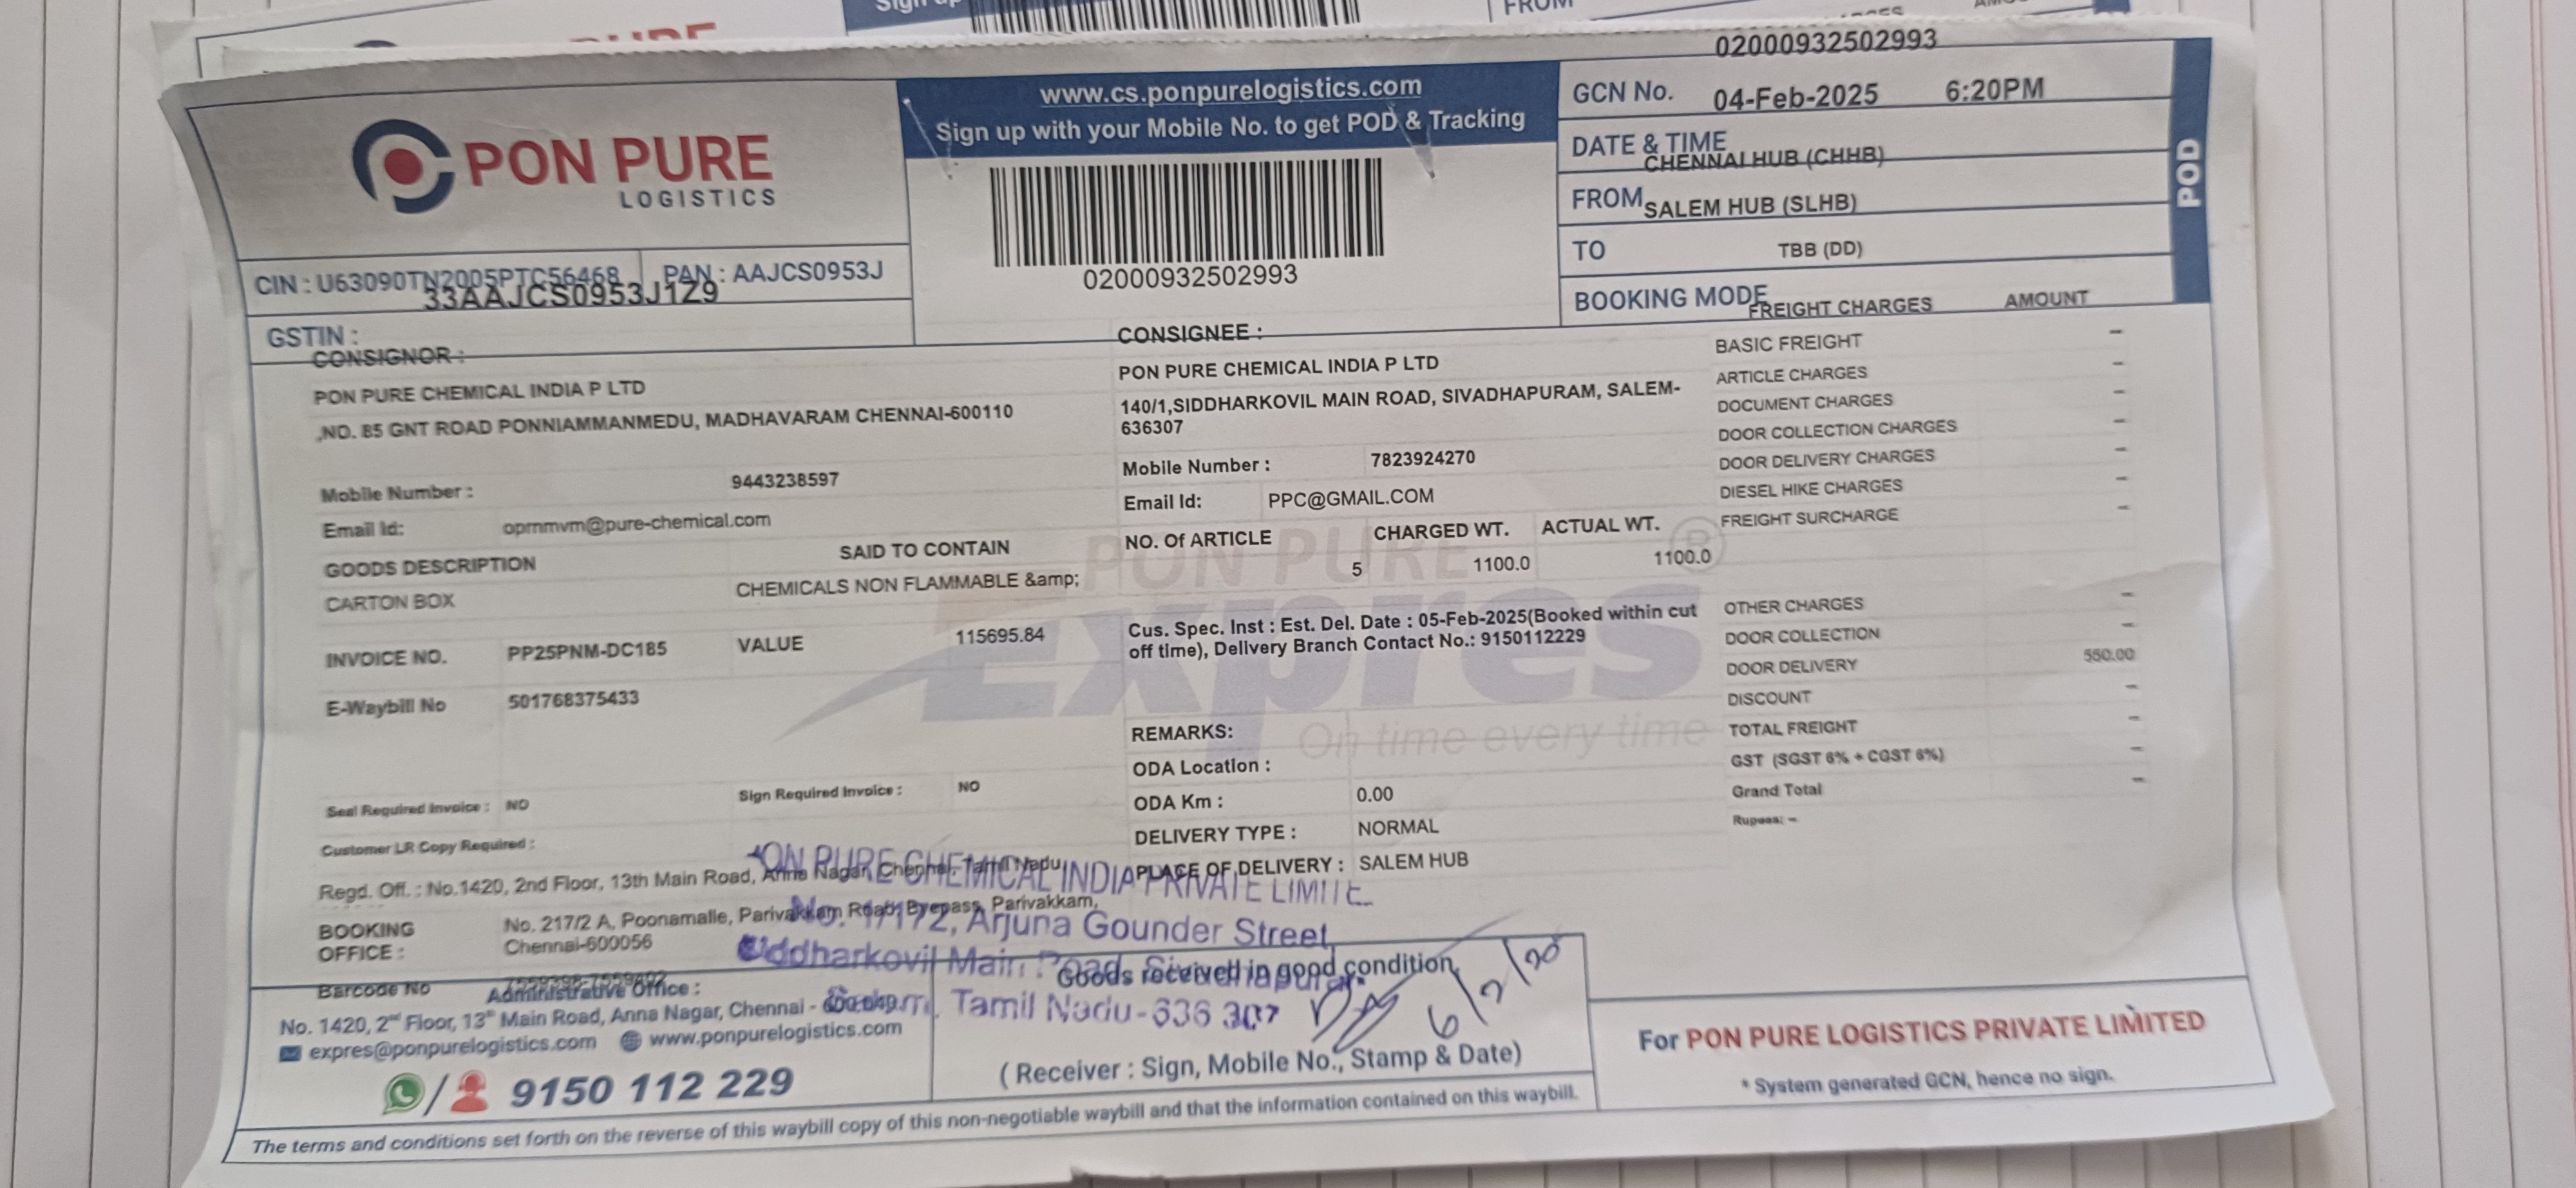 www.cs.ponpurelogistics.com
Sign up with your Mobile No. to get POD & Tracking
PON PURE
LOGISTICS
CIN : U63090TN2005PTC56468 PAN : AAJCS0953J
33AAJCS0953J1Z9
GSTIN :
02000932502993
02000932502993
GCN No. 04-Feb-2025 6:20PM
DATE & TIME
CHENNAI HUB (CHHB)
FROM SALEM HUB (SLHB)
TO TBB (DD)
BOOKING MODE
POD
CONSIGNOR :
PON PURE CHEMICAL INDIA P LTD
,NO. 85 GNT ROAD PONNIAMMANMEDU, MADHAVARAM CHENNAI-600110
Mobile Number : 9443238597
Email Id: opmmvm@pure-chemical.com
GOODS DESCRIPTION SAID TO CONTAIN
CARTON BOX CHEMICALS NON FLAMMABLE &amp;
INVOICE NO. PP25PNM-DC185 VALUE 115695.84
E-Waybill No 501768375433
Seal Required Invoice : NO Sign Required Invoice : NO
Customer LR Copy Required :
CONSIGNEE :
PON PURE CHEMICAL INDIA P LTD
140/1,SIDDHARKOVIL MAIN ROAD, SIVADHAPURAM, SALEM-
636307
Mobile Number : 7823924270
Email Id: PPC@GMAIL.COM
NO. Of ARTICLE CHARGED WT. ACTUAL WT.
5 1100.0 1100.0
Cus. Spec. Inst : Est. Del. Date : 05-Feb-2025(Booked within cut
off time), Delivery Branch Contact No.: 9150112229
REMARKS:
ODA Location :
ODA Km : 0.00
DELIVERY TYPE : NORMAL
PLACE OF DELIVERY : SALEM HUB
PON PURE
Expres
On time every time
FREIGHT CHARGES AMOUNT
BASIC FREIGHT –
ARTICLE CHARGES –
DOCUMENT CHARGES –
DOOR COLLECTION CHARGES –
DOOR DELIVERY CHARGES –
DIESEL HIKE CHARGES –
FREIGHT SURCHARGE –
OTHER CHARGES –
DOOR COLLECTION –
DOOR DELIVERY 550.00
DISCOUNT –
TOTAL FREIGHT –
GST (SGST 6% + CGST 6%) –
Grand Total –
Rupees: –
Regd. Off. : No.1420, 2nd Floor, 13th Main Road, Anna Nagar, Chennai, Tamil Nadu
BOOKING OFFICE : No. 217/2 A, Poonamalle, Parivakkam Road, Byepass, Parivakkam,
Chennai-600056
Barcode No
PON PURE CHEMICAL INDIA PRIVATE LIMITE
No. 1/172, Arjuna Gounder Street
Siddharkovil Main Road,
Tamil Nadu-636 307
Administrative Office :
No. 1420, 2nd Floor, 13th Main Road, Anna Nagar, Chennai - 600 040.
expres@ponpurelogistics.com www.ponpurelogistics.com
9150 112 229
Goods received in good condition
( Receiver : Sign, Mobile No., Stamp & Date)
For PON PURE LOGISTICS PRIVATE LIMITED
* System generated GCN, hence no sign.
The terms and conditions set forth on the reverse of this waybill copy of this non-negotiable waybill and that the information contained on this waybill.